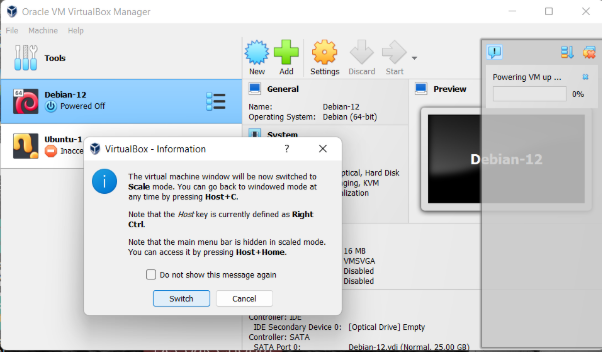 Oracle VM VirtualBox Manager
File Machine Help
Tools
New Add Settings Discard Start
Powering VM up ...
0%
64
Debian-12
Powered Off
Ubuntu-1
Inacce
General
Name: Debian-12
Operating System: Debian (64-bit)
Preview
Debian-12
System
ptical, Hard Disk
ging, KVM
alization
VirtualBox - Information
The virtual machine window will be now switched to
Scale mode. You can go back to windowed mode at
any time by pressing Host+C.
Note that the Host key is currently defined as Right
Ctrl.
Note that the main menu bar is hidden in scaled mode.
You can access it by pressing Host+Home.
Do not show this message again
Switch Cancel
16 MB
VMSVGA
Disabled
Disabled
Controller: IDE
IDE Secondary Device 0: [Optical Drive] Empty
Controller: SATA
SATA Port 0: Debian-12.vdi (Normal, 25.00 GB)